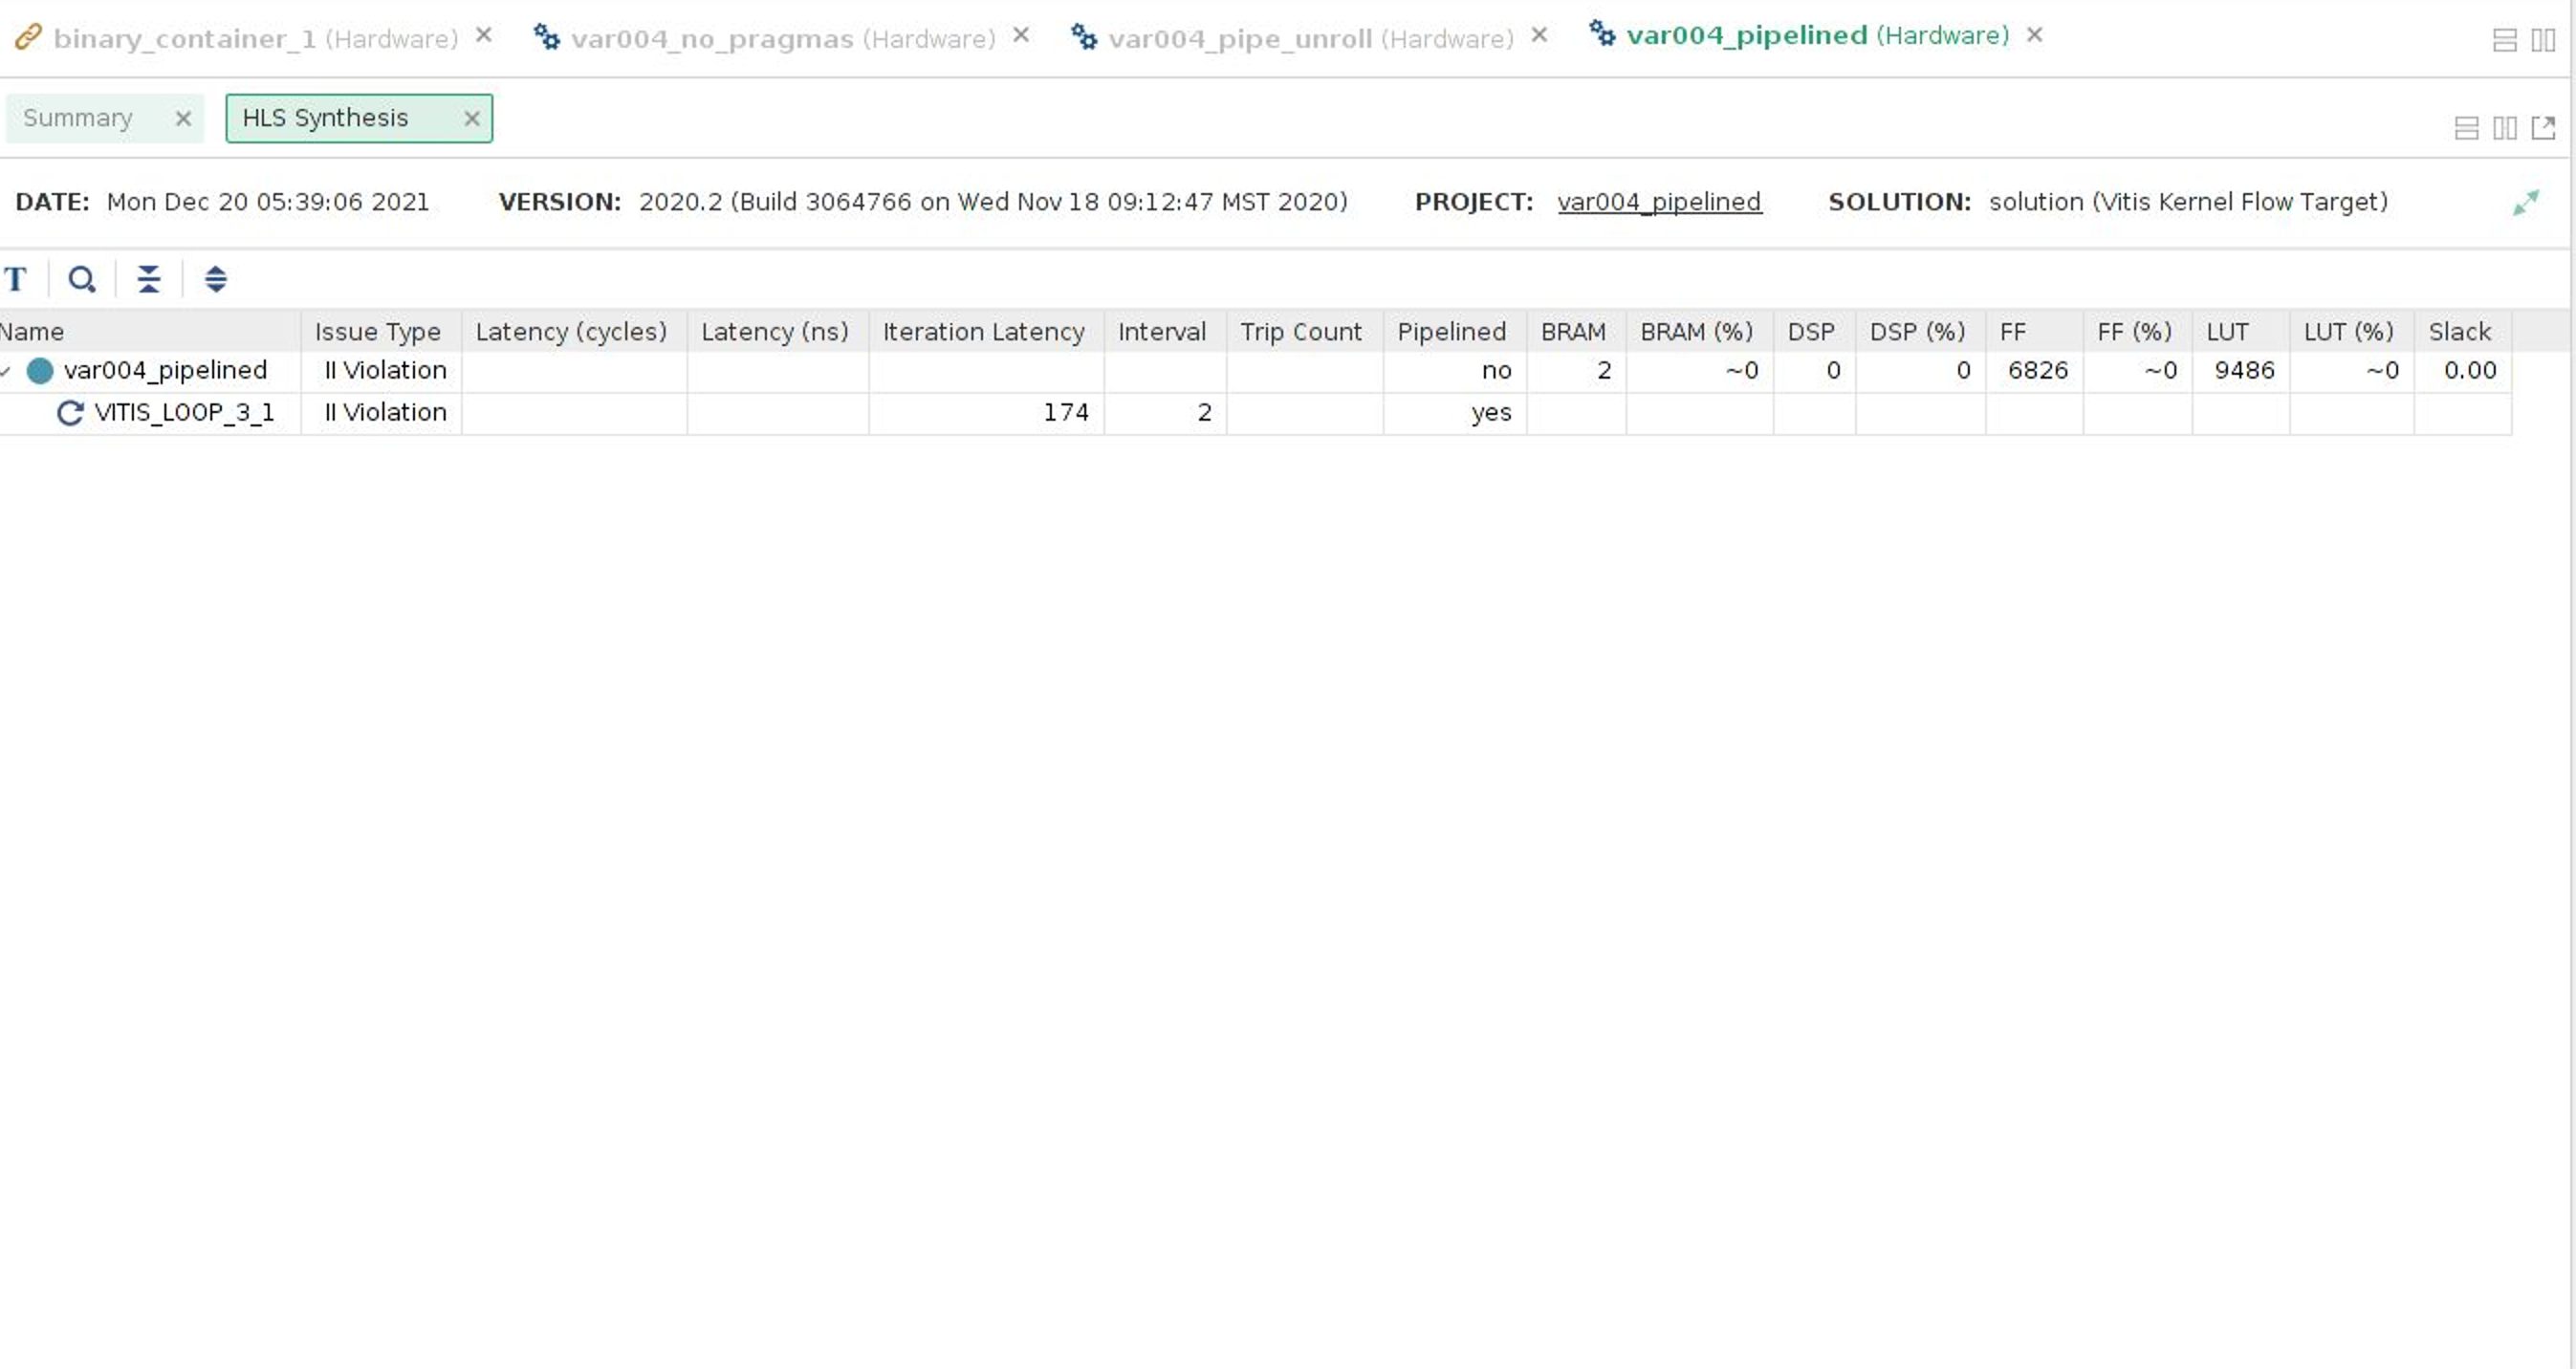 binary_container_1 (Hardware) var004_no_pragmas (Hardware) var004_pipe_unroll (Hardware) var004_pipelined (Hardware)
Summary HLS Synthesis
DATE: Mon Dec 20 05:39:06 2021 VERSION: 2020.2 (Build 3064766 on Wed Nov 18 09:12:47 MST 2020) PROJECT: var004_pipelined SOLUTION: solution (Vitis Kernel Flow Target)
Name Issue Type Latency (cycles) Latency (ns) Iteration Latency Interval Trip Count Pipelined BRAM BRAM (%) DSP DSP (%) FF FF (%) LUT LUT (%) Slack
var004_pipelined II Violation no 2 ~0 0 0 6826 ~0 9486 ~0 0.00
VITIS_LOOP_3_1 II Violation 174 2 yes